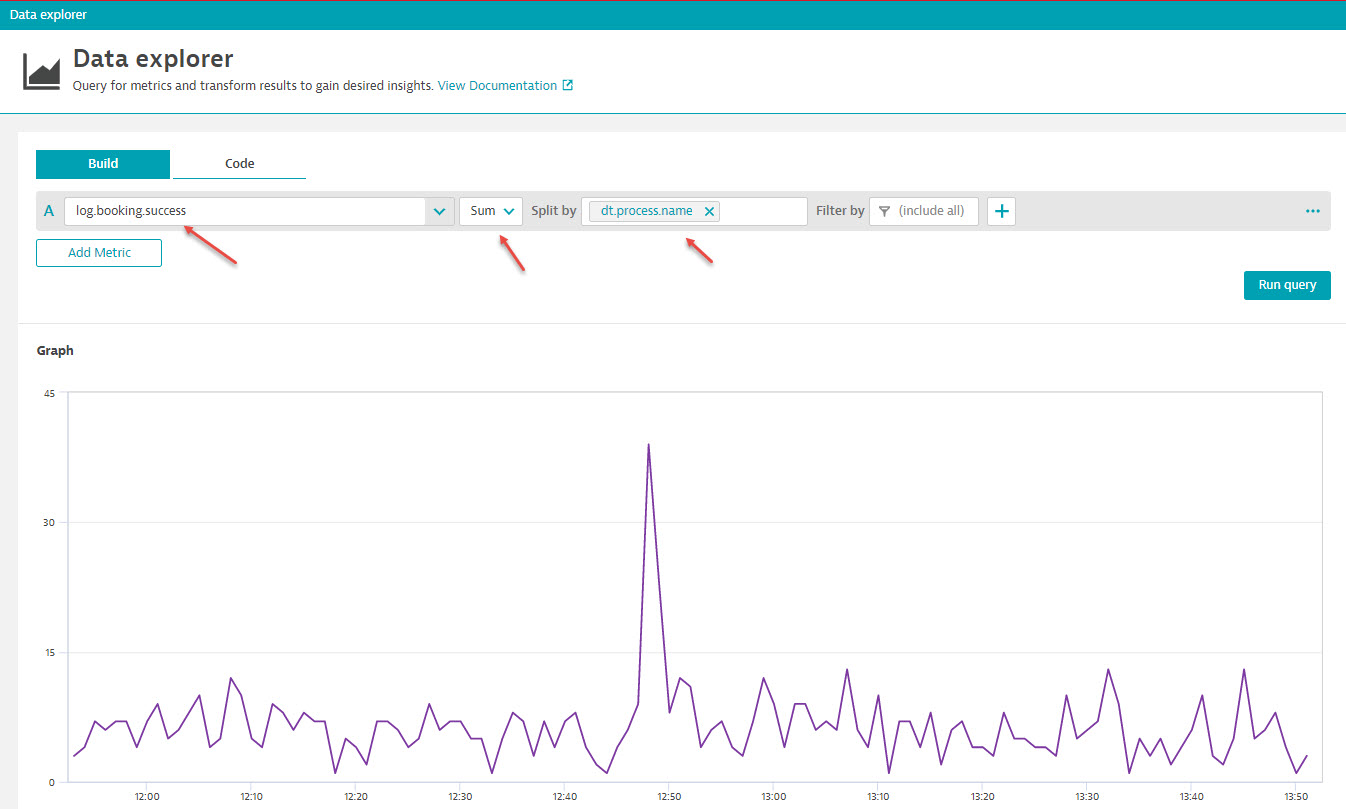 Data explorer
Data explorer
Query for metrics and transform results to gain desired insights. View Documentation
Build Code
A log.booking.success Sum Split by dt.process.name Filter by (include all)
Add Metric
Run query
Graph
45
30
15
0
12:00 12:10 12:20 12:30 12:40 12:50 13:00 13:10 13:20 13:30 13:40 13:50